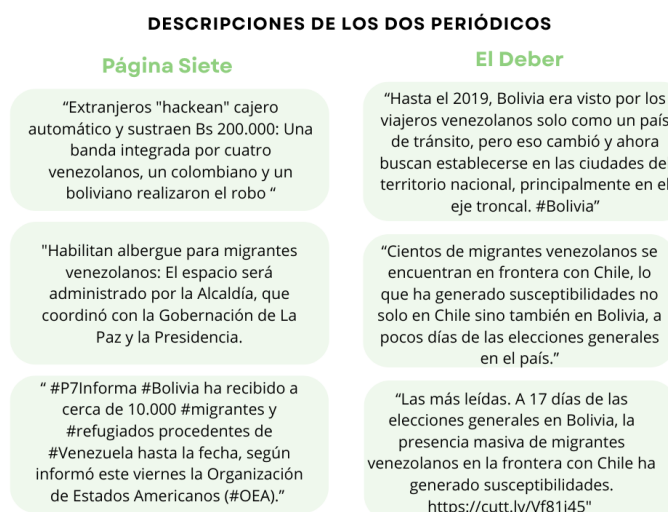 DESCRIPCIONES DE LOS DOS PERIÓDICOS
Página Siete
“Extranjeros "hackean" cajero
automático y sustraen Bs 200.000: Una
banda integrada por cuatro
venezolanos, un colombiano y un
boliviano realizaron el robo “
"Habilitan albergue para migrantes
venezolanos: El espacio será
administrado por la Alcaldía, que
coordinó con la Gobernación de La
Paz y la Presidencia.
“ #P7Informa #Bolivia ha recibido a
cerca de 10.000 #migrantes y
#refugiados procedentes de
#Venezuela hasta la fecha, según
informó este viernes la Organización
de Estados Americanos (#OEA).”
El Deber
“Hasta el 2019, Bolivia era visto por los
viajeros venezolanos solo como un país
de tránsito, pero eso cambió y ahora
buscan establecerse en las ciudades de
territorio nacional, principalmente en el
eje troncal. #Bolivia”
“Cientos de migrantes venezolanos se
encuentran en frontera con Chile, lo
que ha generado susceptibilidades no
solo en Chile sino también en Bolivia, a
pocos días de las elecciones generales
en el país.”
“Las más leídas. A 17 días de las
elecciones generales en Bolivia, la
presencia masiva de migrantes
venezolanos en la frontera con Chile ha
generado susceptibilidades.
https://cutt.ly/Vf81j45"